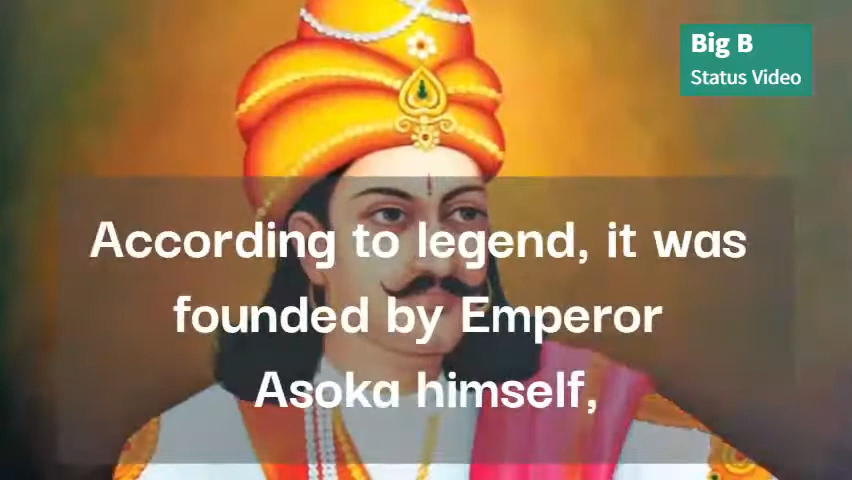 Big B
Status Video
According to legend, it was
founded by Emperor
Asoka himself,